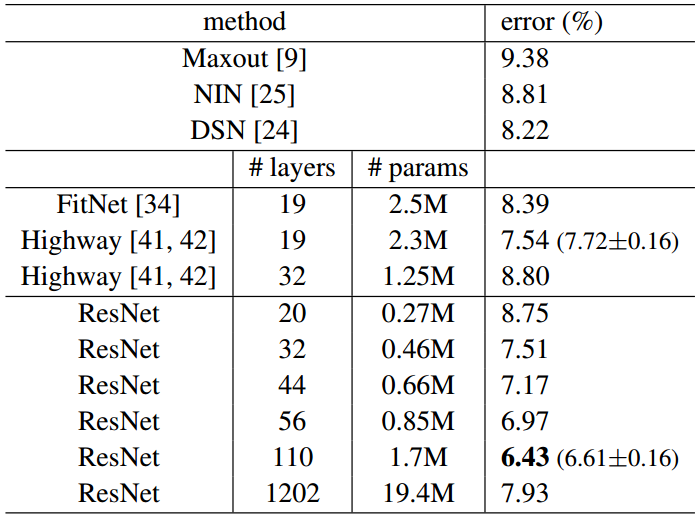 method error (%)
Maxout [9] 9.38
NIN [25] 8.81
DSN [24] 8.22
# layers # params
FitNet [34] 19 2.5M 8.39
Highway [41, 42] 19 2.3M 7.54 (7.72±0.16)
Highway [41, 42] 32 1.25M 8.80
ResNet 20 0.27M 8.75
ResNet 32 0.46M 7.51
ResNet 44 0.66M 7.17
ResNet 56 0.85M 6.97
ResNet 110 1.7M 6.43 (6.61±0.16)
ResNet 1202 19.4M 7.93